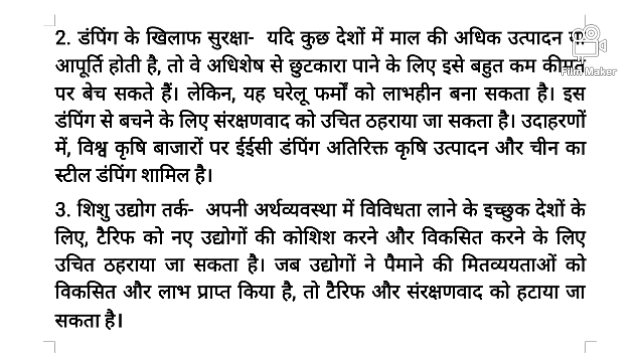 2. डंपिंग के खिलाफ सुरक्षा- यदि कुछ देशों में माल की अधिक उत्पादन या
आपूर्ति होती है, तो वे अधिशेष से छुटकारा पाने के लिए इसे बहुत कम कीमत
Film Maker
पर बेच सकते हैं। लेकिन, यह घरेलू फर्मों को लाभहीन बना सकता है। इस
डंपिंग से बचने के लिए संरक्षणवाद को उचित ठहराया जा सकता है। उदाहरणों
में, विश्व कृषि बाजारों पर ईईसी डंपिंग अतिरिक्त कृषि उत्पादन और चीन का
स्टील डंपिंग शामिल है।
3. शिशु उद्योग तर्क- अपनी अर्थव्यवस्था में विविधता लाने के इच्छुक देशों के
लिए, टैरिफ को नए उद्योगों की कोशिश करने और विकसित करने के लिए
उचित ठहराया जा सकता है। जब उद्योगों ने पैमाने की मितव्ययताओं को
विकसित और लाभ प्राप्त किया है, तो टैरिफ और संरक्षणवाद को हटाया जा
सकता है।